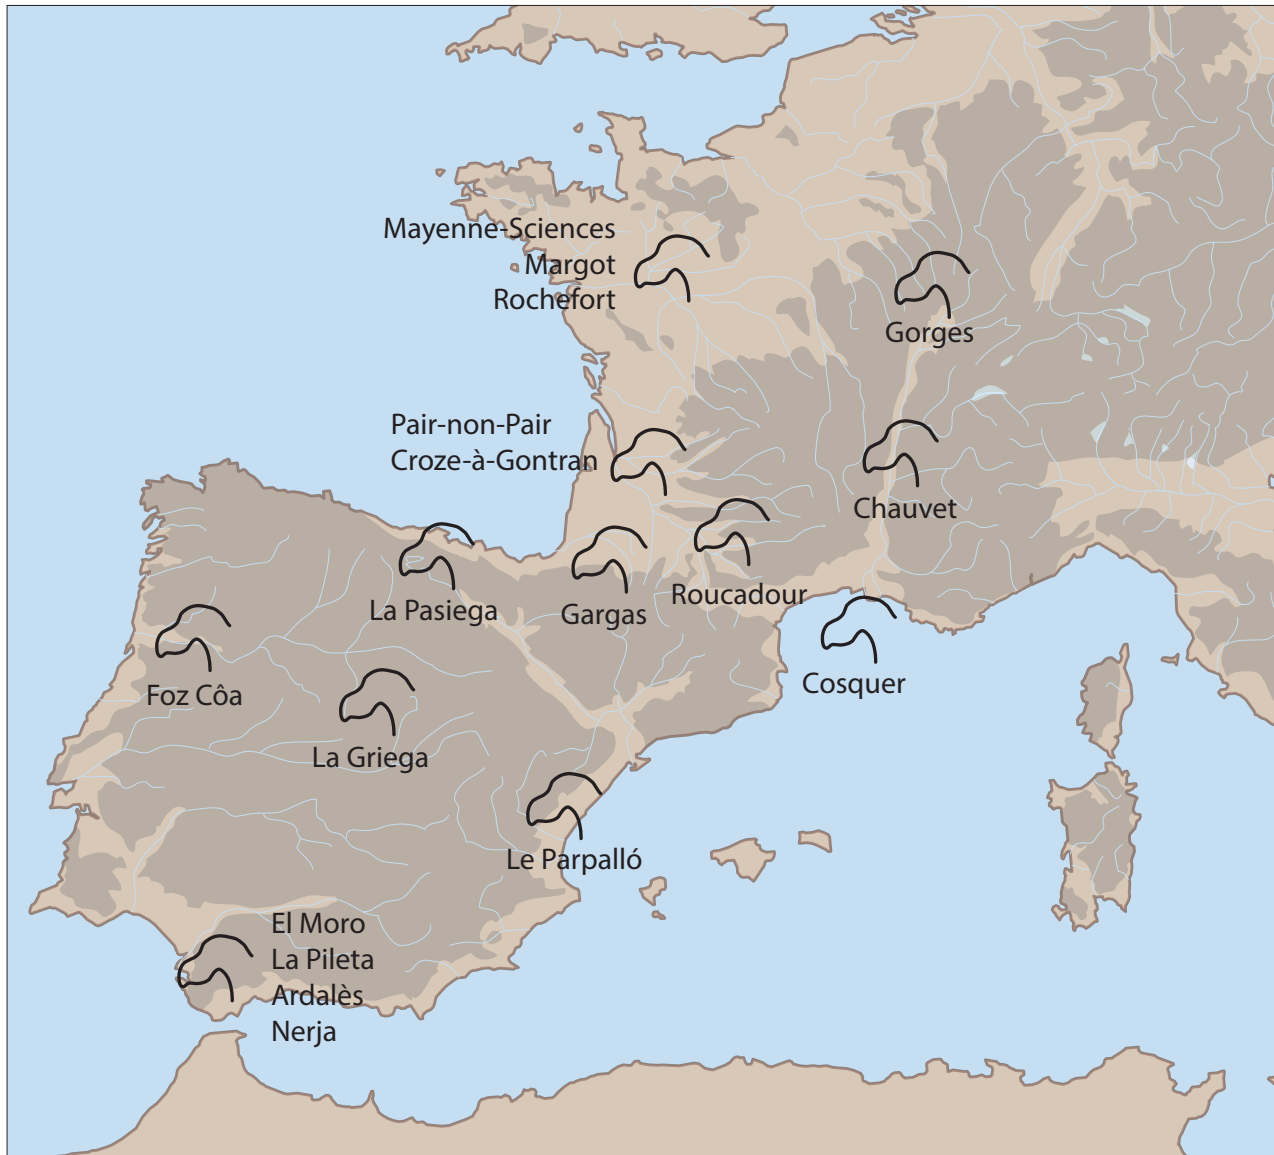 Mayenne-Sciences
Margot
Rochefort
Gorges
Pair-non-Pair
Croze-à-Gontran
Chauvet
La Pasiega
Gargas
Roucadour
Foz Côa
Cosquer
La Griega
Le Parpalló
El Moro
La Pileta
Ardalès
Nerja